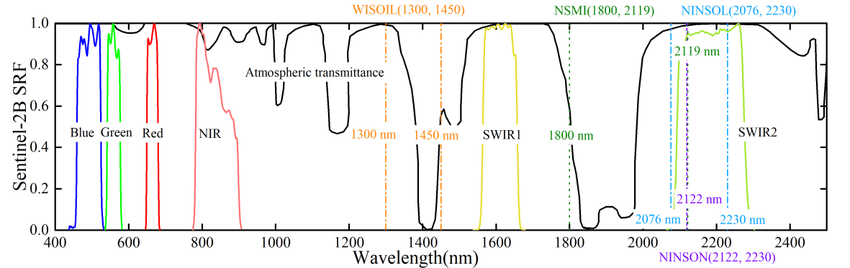 WISOIL(1300, 1450)
NSMI(1800, 2119)
NINSOL(2076, 2230)
Sentinel-2B SRF
1.0
0.8
0.6
0.4
0.2
0.0
Atmospheric transmittance
2119 nm
Blue
Green
Red
NIR
1300 nm
1450 nm
SWIR1
1800 nm
SWIR2
2122 nm
2076 nm
2230 nm
400
600
800
1000
1200
1400
1600
1800
2000
2200
2400
Wavelength(nm)
NINSON(2122, 2230)